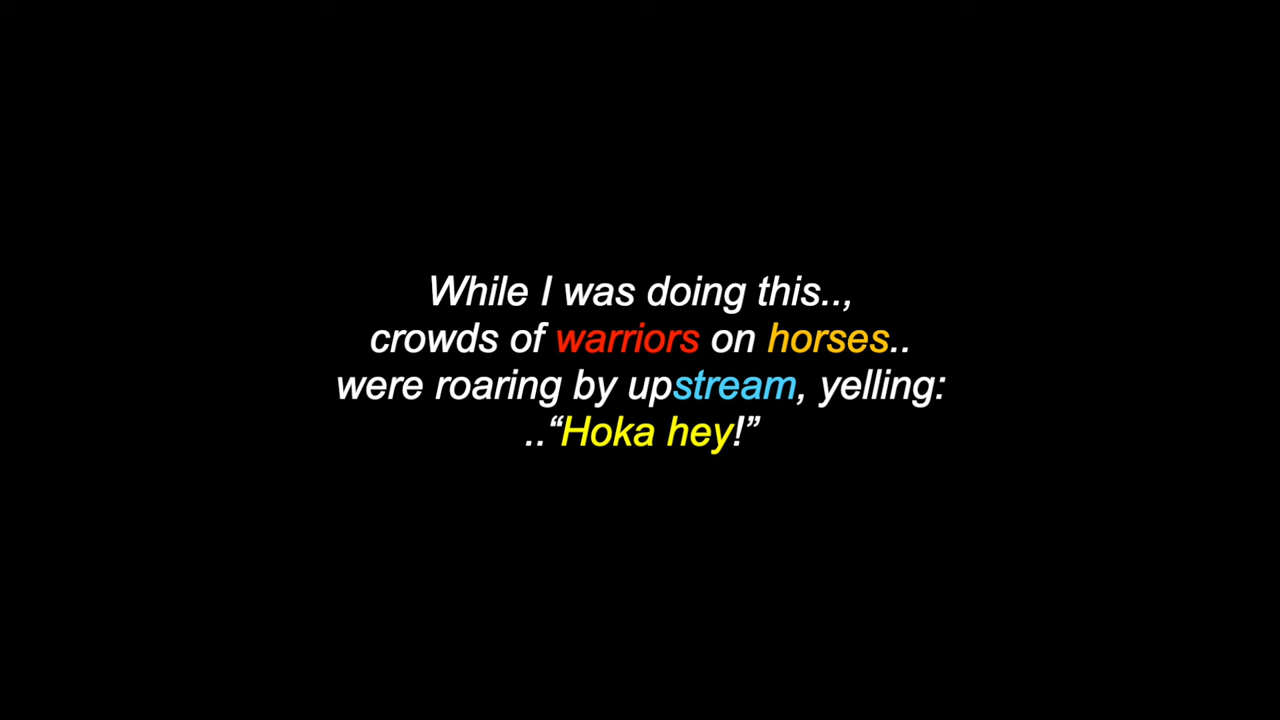 While I was doing this..,
crowds of warriors on horses..
were roaring by upstream, yelling:
..“Hoka hey!”